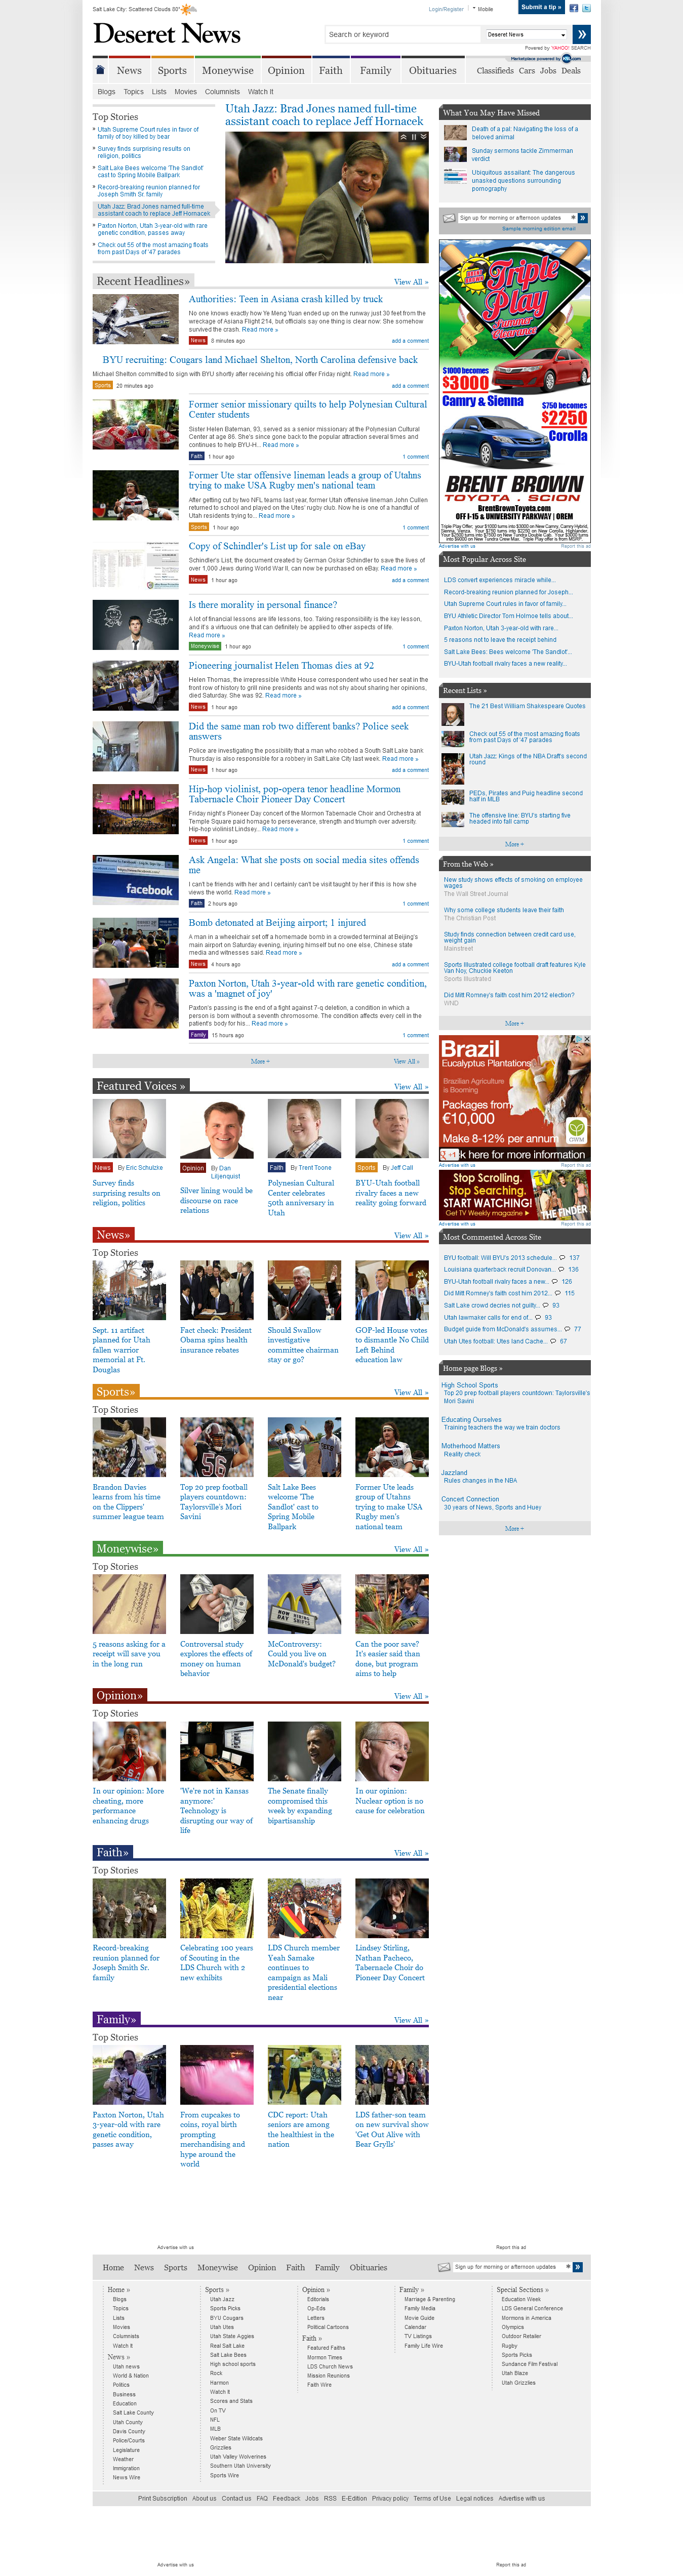 Salt Lake City: Scattered Clouds 80°
Login/Register
Mobile
Submit a tip »
Deseret News
Search or keyword
Deseret News
Powered by YAHOO! SEARCH
Marketplace powered by KSL.com
News
Sports
Moneywise
Opinion
Faith
Family
Obituaries
Classifieds Cars Jobs Deals
Blogs Topics Lists Movies Columnists Watch It
Top Stories
Utah Supreme Court rules in favor of
family of boy killed by bear
Survey finds surprising results on
religion, politics
Salt Lake Bees welcome 'The Sandlot'
cast to Spring Mobile Ballpark
Record-breaking reunion planned for
Joseph Smith Sr. family
Utah Jazz: Brad Jones named full-time
assistant coach to replace Jeff Hornacek
Paxton Norton, Utah 3-year-old with rare
genetic condition, passes away
Check out 55 of the most amazing floats
from past Days of '47 parades
Utah Jazz: Brad Jones named full-time
assistant coach to replace Jeff Hornacek
Recent Headlines»
View All »
Authorities: Teen in Asiana crash killed by truck
No one knows exactly how Ye Meng Yuan ended up on the runway just 30 feet from the
wreckage of Asiana Flight 214, but officials say one thing is clear now: She somehow
survived the crash. Read more »
News 8 minutes ago
add a comment
BYU recruiting: Cougars land Michael Shelton, North Carolina defensive back
Michael Shelton committed to sign with BYU shortly after receiving his official offer Friday night. Read more »
Sports 20 minutes ago
add a comment
Former senior missionary quilts to help Polynesian Cultural
Center students
Sister Helen Bateman, 93, served as a senior missionary at the Polynesian Cultural
Center at age 86. She's since gone back to the popular attraction several times and
continues to help BYU-H... Read more »
Faith 1 hour ago
1 comment
Former Ute star offensive lineman leads a group of Utahns
trying to make USA Rugby men's national team
After getting cut by two NFL teams last year, former Utah offensive lineman John Cullen
returned to school and played on the Utes' rugby club. Now he is one of a handful of
Utah residents trying to... Read more »
Sports 1 hour ago
1 comment
Copy of Schindler's List up for sale on eBay
Schindler's List, the document created by German Oskar Schindler to save the lives of
over 1,000 Jews during World War II, can now be purchased on eBay. Read more »
News 1 hour ago
add a comment
Is there morality in personal finance?
A lot of financial lessons are life lessons, too. Taking responsibility is the key lesson,
and it's a virtuous one that can definitely be applied to other aspects of life.
Read more »
Moneywise 1 hour ago
1 comment
Pioneering journalist Helen Thomas dies at 92
Helen Thomas, the irrepressible White House correspondent who used her seat in the
front row of history to grill nine presidents and was not shy about sharing her opinions,
died Saturday. She was 92. Read more »
News 1 hour ago
add a comment
Did the same man rob two different banks? Police seek
answers
Police are investigating the possibility that a man who robbed a South Salt Lake bank
Thursday is also responsible for a robbery in Salt Lake City last week. Read more »
News 1 hour ago
add a comment
Hip-hop violinist, pop-opera tenor headline Mormon
Tabernacle Choir Pioneer Day Concert
Friday night's Pioneer Day concert of the Mormon Tabernacle Choir and Orchestra at
Temple Square paid homage to perseverance, strength and triumph over adversity.
Hip-hop violinist Lindsey... Read more »
News 1 hour ago
1 comment
Ask Angela: What she posts on social media sites offends
me
I can't be friends with her and I certainly can't be visit taught by her if this is how she
views the world. Read more »
Faith 2 hours ago
1 comment
facebook
Bomb detonated at Beijing airport; 1 injured
A man in a wheelchair set off a homemade bomb in a crowded terminal at Beijing's
main airport on Saturday evening, injuring himself but no one else, Chinese state
media and witnesses said. Read more »
News 4 hours ago
add a comment
Paxton Norton, Utah 3-year-old with rare genetic condition,
was a 'magnet of joy'
Paxton's passing is the end of a fight against 7-q deletion, a condition in which a
person is born without a seventh chromosome. The condition affects every cell in the
patient's body for his... Read more »
Family 15 hours ago
1 comment
More +
View All »
Featured Voices »
View All »
News By Eric Schulzke
Survey finds
surprising results on
religion, politics
Opinion By Dan
Liljenquist
Silver lining would be
discourse on race
relations
Faith By Trent Toone
Polynesian Cultural
Center celebrates
50th anniversary in
Utah
Sports By Jeff Call
BYU-Utah football
rivalry faces a new
reality going forward
News»
View All »
Top Stories
Sept. 11 artifact
planned for Utah
fallen warrior
memorial at Ft.
Douglas
Fact check: President
Obama spins health
insurance rebates
Should Swallow
investigative
committee chairman
stay or go?
GOP-led House votes
to dismantle No Child
Left Behind
education law
Sports»
View All »
Top Stories
Brandon Davies
learns from his time
on the Clippers'
summer league team
Top 20 prep football
players countdown:
Taylorsville's Mori
Savini
Salt Lake Bees
welcome 'The
Sandlot' cast to
Spring Mobile
Ballpark
Former Ute leads
group of Utahns
trying to make USA
Rugby men's
national team
Moneywise»
View All »
Top Stories
5 reasons asking for a
receipt will save you
in the long run
Controversal study
explores the effects of
money on human
behavior
McControversy:
Could you live on
McDonald's budget?
Can the poor save?
It's easier said than
done, but program
aims to help
Opinion»
View All »
Top Stories
In our opinion: More
cheating, more
performance
enhancing drugs
'We're not in Kansas
anymore:'
Technology is
disrupting our way of
life
The Senate finally
compromised this
week by expanding
bipartisanship
In our opinion:
Nuclear option is no
cause for celebration
Faith»
View All »
Top Stories
Record-breaking
reunion planned for
Joseph Smith Sr.
family
Celebrating 100 years
of Scouting in the
LDS Church with 2
new exhibits
LDS Church member
Yeah Samake
continues to
campaign as Mali
presidential elections
near
Lindsey Stirling,
Nathan Pacheco,
Tabernacle Choir do
Pioneer Day Concert
Family»
View All »
Top Stories
Paxton Norton, Utah
3-year-old with rare
genetic condition,
passes away
From cupcakes to
coins, royal birth
prompting
merchandising and
hype around the
world
CDC report: Utah
seniors are among
the healthiest in the
nation
LDS father-son team
on new survival show
'Get Out Alive with
Bear Grylls'
What You May Have Missed
Death of a pal: Navigating the loss of a
beloved animal
Sunday sermons tackle Zimmerman
verdict
Ubiquitous assailant: The dangerous
unasked questions surrounding
pornography
Sign up for morning or afternoon updates
Sample morning edition email
Triple Play
Summer Clearance
$1000 BECOMES
$3000
Camry & Sienna
$750 BECOMES
$2250
Corolla
BRENT BROWN
TOYOTA · SCION
BrentBrownToyota.com
OFF I-15 & UNIVERSITY PARKWAY | OREM
Advertise with us
Report this ad
Most Popular Across Site
LDS convert experiences miracle while...
Record-breaking reunion planned for Joseph...
Utah Supreme Court rules in favor of family...
BYU Athletic Director Tom Holmoe tells about...
Paxton Norton, Utah 3-year-old with rare...
5 reasons not to leave the receipt behind
Salt Lake Bees: Bees welcome 'The Sandlot'...
BYU-Utah football rivalry faces a new reality...
Recent Lists »
The 21 Best William Shakespeare Quotes
Check out 55 of the most amazing floats
from past Days of '47 parades
Utah Jazz: Kings of the NBA Draft's second
round
PEDs, Pirates and Puig headline second
half in MLB
The offensive line: BYU's starting five
headed into fall camp
More +
From the Web »
New study shows effects of smoking on employee
wages
The Wall Street Journal
Why some college students leave their faith
The Christian Post
Study finds connection between credit card use,
weight gain
Mainstreet
Sports Illustrated college football draft features Kyle
Van Noy, Chuckie Keeton
Sports Illustrated
Did Mitt Romney's faith cost him 2012 election?
WND
More +
Brazil
Eucalyptus Plantations
Brazilian Agriculture
is Booming
Packages from
€10,000
Make 8-12% per annum
GWM
+1
ck here for more information
Advertise with us
Report this ad
Stop Scrolling.
Stop Searching.
START WATCHING!
Get TV Weekly magazine ›
THE FINDER
Advertise with us
Report this ad
Most Commented Across Site
BYU football: Will BYU's 2013 schedule... 137
Louisiana quarterback recruit Donovan... 136
BYU-Utah football rivalry faces a new... 126
Did Mitt Romney's faith cost him 2012... 115
Salt Lake crowd decries not guilty... 93
Utah lawmaker calls for end of... 93
Budget guide from McDonald's assumes... 77
Utah Utes football: Utes land Cache... 67
Home page Blogs »
High School Sports
Top 20 prep football players countdown: Taylorsville's
Mori Savini
Educating Ourselves
Training teachers the way we train doctors
Motherhood Matters
Reality check
Jazzland
Rules changes in the NBA
Concert Connection
30 years of News, Sports and Huey
More +
Advertise with us
Report this ad
Home News Sports Moneywise Opinion Faith Family Obituaries
Sign up for morning or afternoon updates
Home »
Blogs
Topics
Lists
Movies
Columnists
Watch It
News »
Utah news
World & Nation
Politics
Business
Education
Salt Lake County
Utah County
Davis County
Police/Courts
Legislature
Weather
Immigration
News Wire
Sports »
Utah Jazz
Sports Picks
BYU Cougars
Utah Utes
Utah State Aggies
Real Salt Lake
Salt Lake Bees
High school sports
Rock
Harmon
Watch It
Scores and Stats
On TV
NFL
MLB
Weber State Wildcats
Grizzlies
Utah Valley Wolverines
Southern Utah University
Sports Wire
Opinion »
Editorials
Op-Eds
Letters
Political Cartoons
Faith »
Featured Faiths
Mormon Times
LDS Church News
Mission Reunions
Faith Wire
Family »
Marriage & Parenting
Family Media
Movie Guide
Calendar
TV Listings
Family Life Wire
Special Sections »
Education Week
LDS General Conference
Mormons in America
Olympics
Outdoor Retailer
Rugby
Sports Picks
Sundance Film Festival
Utah Blaze
Utah Grizzlies
Print Subscription About us Contact us FAQ Feedback Jobs RSS E-Edition Privacy policy Terms of Use Legal notices Advertise with us
Advertise with us
Report this ad